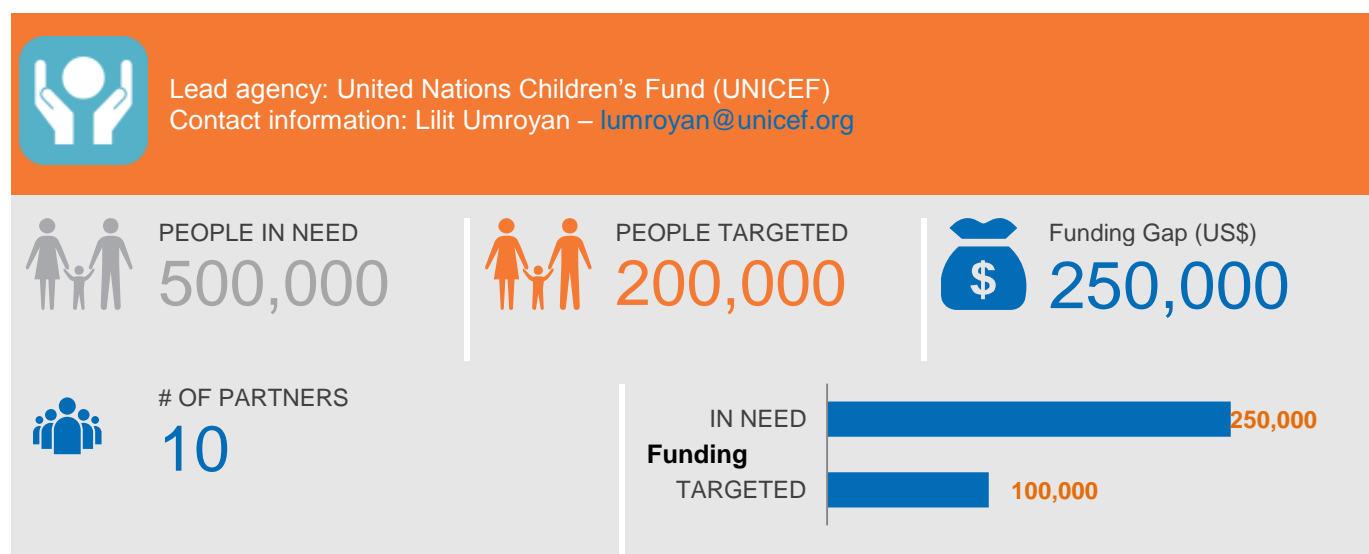 Lead agency: United Nations Children’s Fund (UNICEF)
Contact information: Lilit Umroyan – lumroyan@unicef.org
PEOPLE IN NEED
500,000
PEOPLE TARGETED
200,000
Funding Gap (US$)
$
250,000
# OF PARTNERS
10
IN NEED
250,000
Funding
TARGETED
100,000